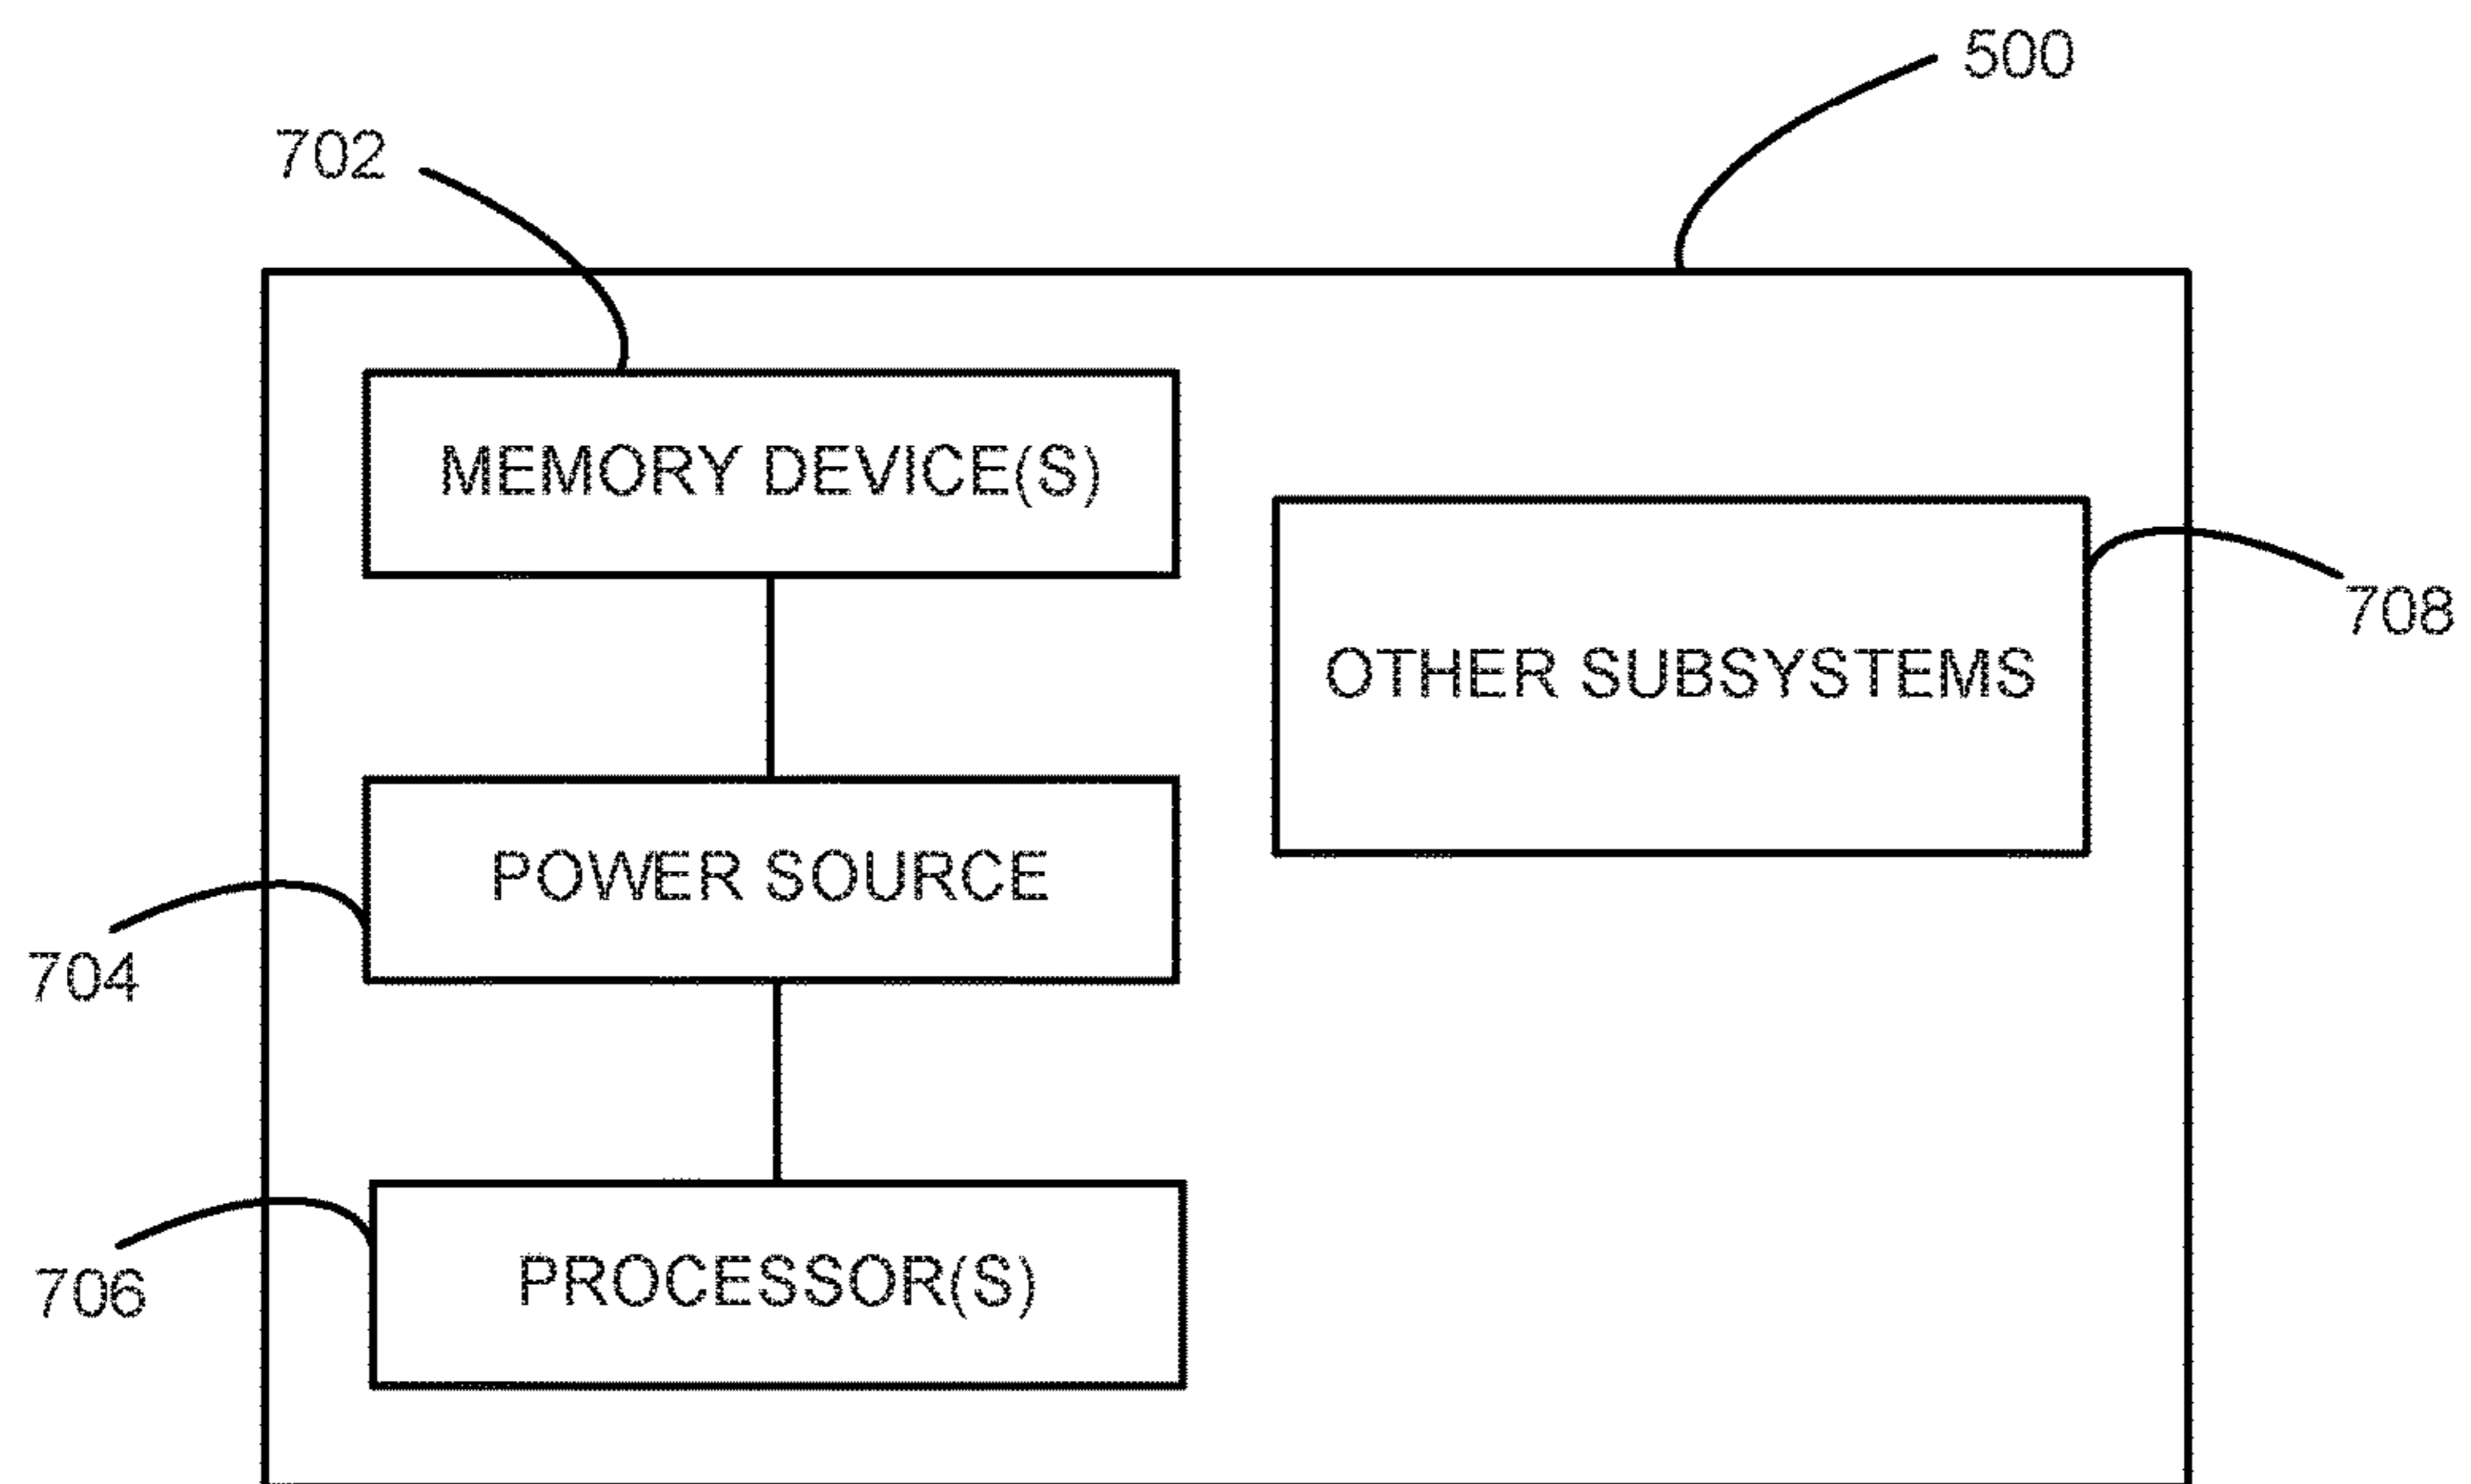 500
702
MEMORY DEVICE(S)
708
OTHER SUBSYSTEMS
POWER SOURCE
704
706
PROCESSOR(S)